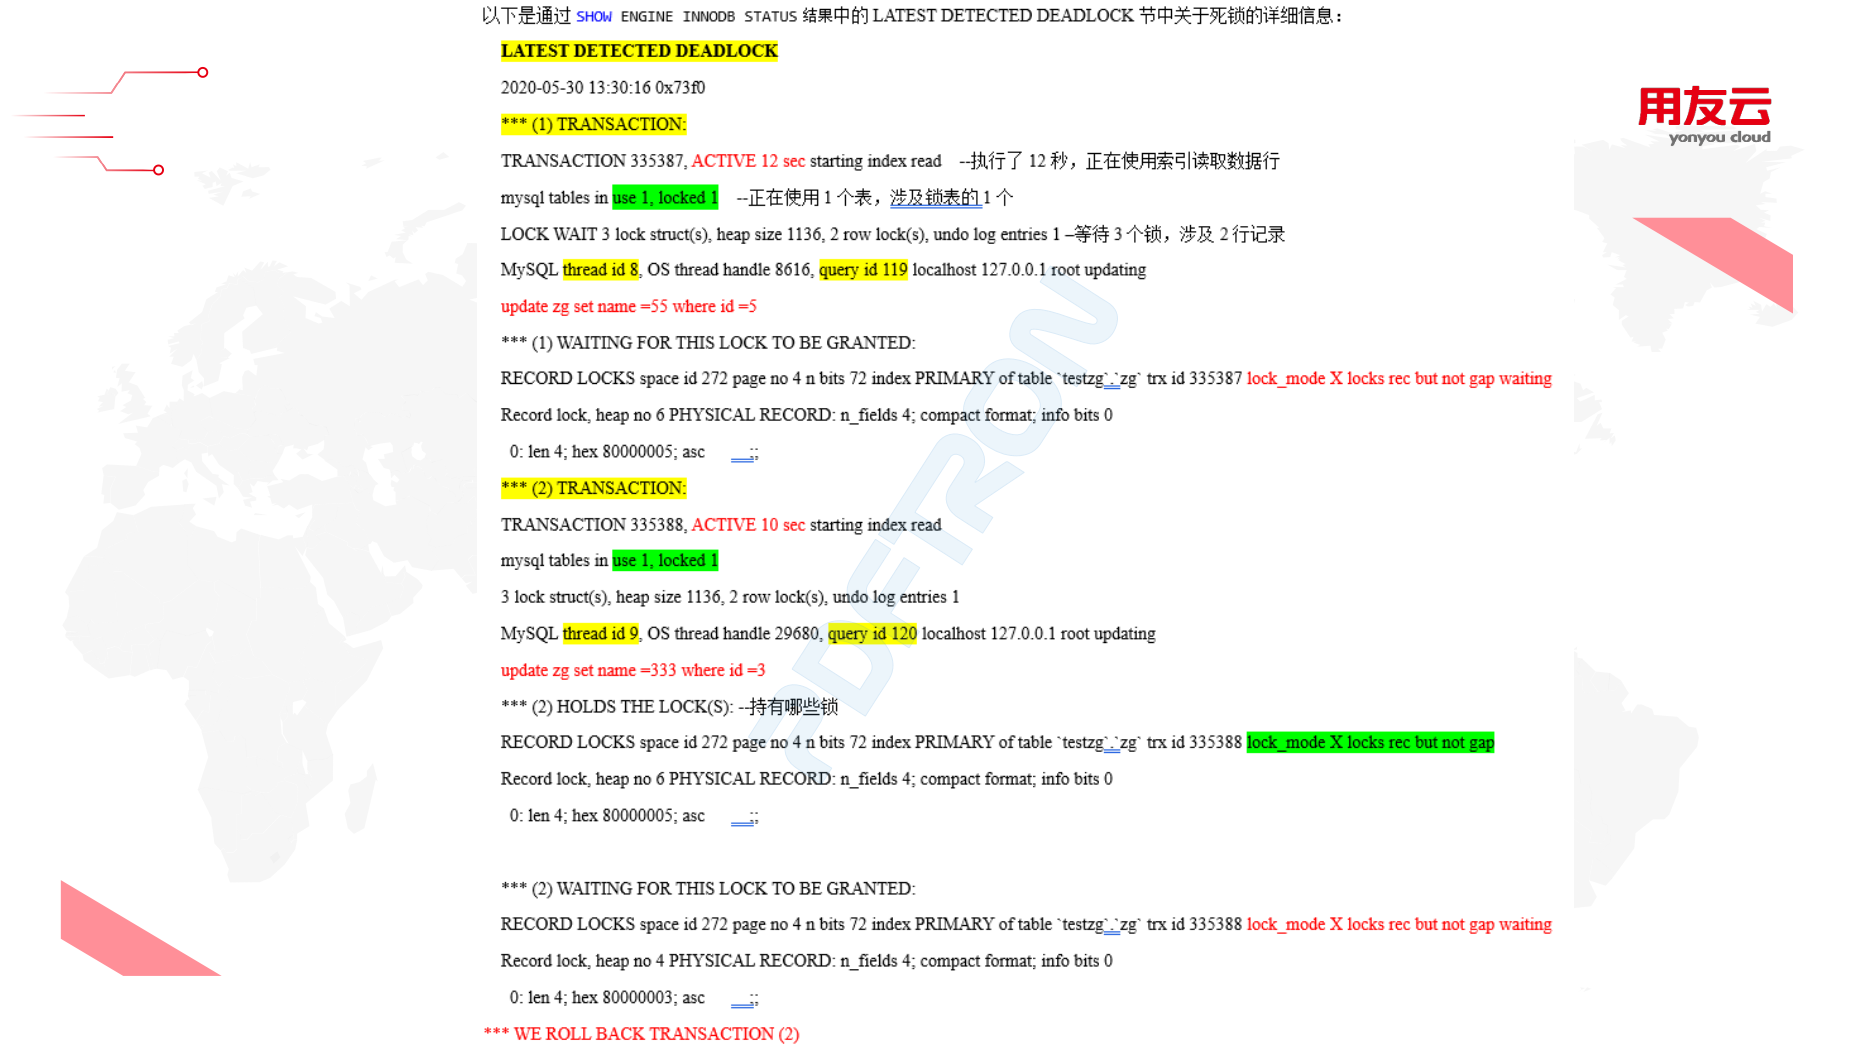 以下是通过 SHOW ENGINE INNODB STATUS 结果中的 LATEST DETECTED DEADLOCK 节中关于死锁的详细信息：
LATEST DETECTED DEADLOCK
2020-05-30 13:30:16 0x73f0
用友云
yonyou cloud
*** (1) TRANSACTION:
TRANSACTION 335387, ACTIVE 12 sec starting index read --执行了 12 秒，正在使用索引读取数据行
mysql tables in use 1, locked 1 --正在使用 1 个表，涉及锁表的 1 个
LOCK WAIT 3 lock struct(s), heap size 1136, 2 row lock(s), undo log entries 1 –等待 3 个锁，涉及 2 行记录
MySQL thread id 8, OS thread handle 8616, query id 119 localhost 127.0.0.1 root updating
update zg set name =55 where id =5
*** (1) WAITING FOR THIS LOCK TO BE GRANTED:
RECORD LOCKS space id 272 page no 4 n bits 72 index PRIMARY of table `testzg`.`zg` trx id 335387 lock_mode X locks rec but not gap waiting
Record lock, heap no 6 PHYSICAL RECORD: n_fields 4; compact format; info bits 0
0: len 4; hex 80000005; asc ;;
*** (2) TRANSACTION:
TRANSACTION 335388, ACTIVE 10 sec starting index read
mysql tables in use 1, locked 1
3 lock struct(s), heap size 1136, 2 row lock(s), undo log entries 1
MySQL thread id 9, OS thread handle 29680, query id 120 localhost 127.0.0.1 root updating
update zg set name =333 where id =3
*** (2) HOLDS THE LOCK(S): --持有哪些锁
RECORD LOCKS space id 272 page no 4 n bits 72 index PRIMARY of table `testzg`.`zg` trx id 335388 lock_mode X locks rec but not gap
Record lock, heap no 6 PHYSICAL RECORD: n_fields 4; compact format; info bits 0
0: len 4; hex 80000005; asc ;;
*** (2) WAITING FOR THIS LOCK TO BE GRANTED:
RECORD LOCKS space id 272 page no 4 n bits 72 index PRIMARY of table `testzg`.`zg` trx id 335388 lock_mode X locks rec but not gap waiting
Record lock, heap no 4 PHYSICAL RECORD: n_fields 4; compact format; info bits 0
0: len 4; hex 80000003; asc ;;
*** WE ROLL BACK TRANSACTION (2)
PDFTRON